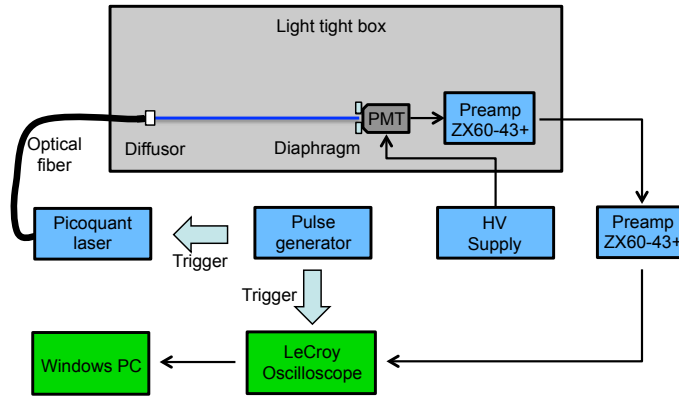 Light tight box
PMT
Preamp
ZX60-43+
Optical
fiber
Diffusor
Diaphragm
Picoquant
laser
Trigger
Pulse
generator
HV
Supply
Preamp
ZX60-43+
Trigger
Windows PC
LeCroy
Oscilloscope